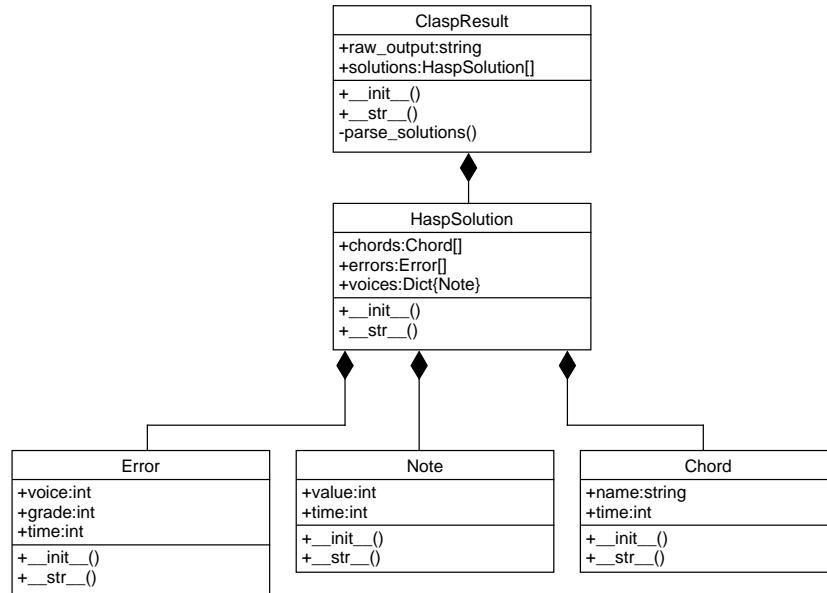 ClaspResult
+raw_output:string
+solutions:HaspSolution[]
+__init__()
+__str__()
-parse_solutions()
HaspSolution
+chords:Chord[]
+errors:Error[]
+voices:Dict{Note}
+__init__()
+__str__()
Error
+voice:int
+grade:int
+time:int
+__init__()
+__str__()
Note
+value:int
+time:int
+__init__()
+__str__()
Chord
+name:string
+time:int
+__init__()
+__str__()